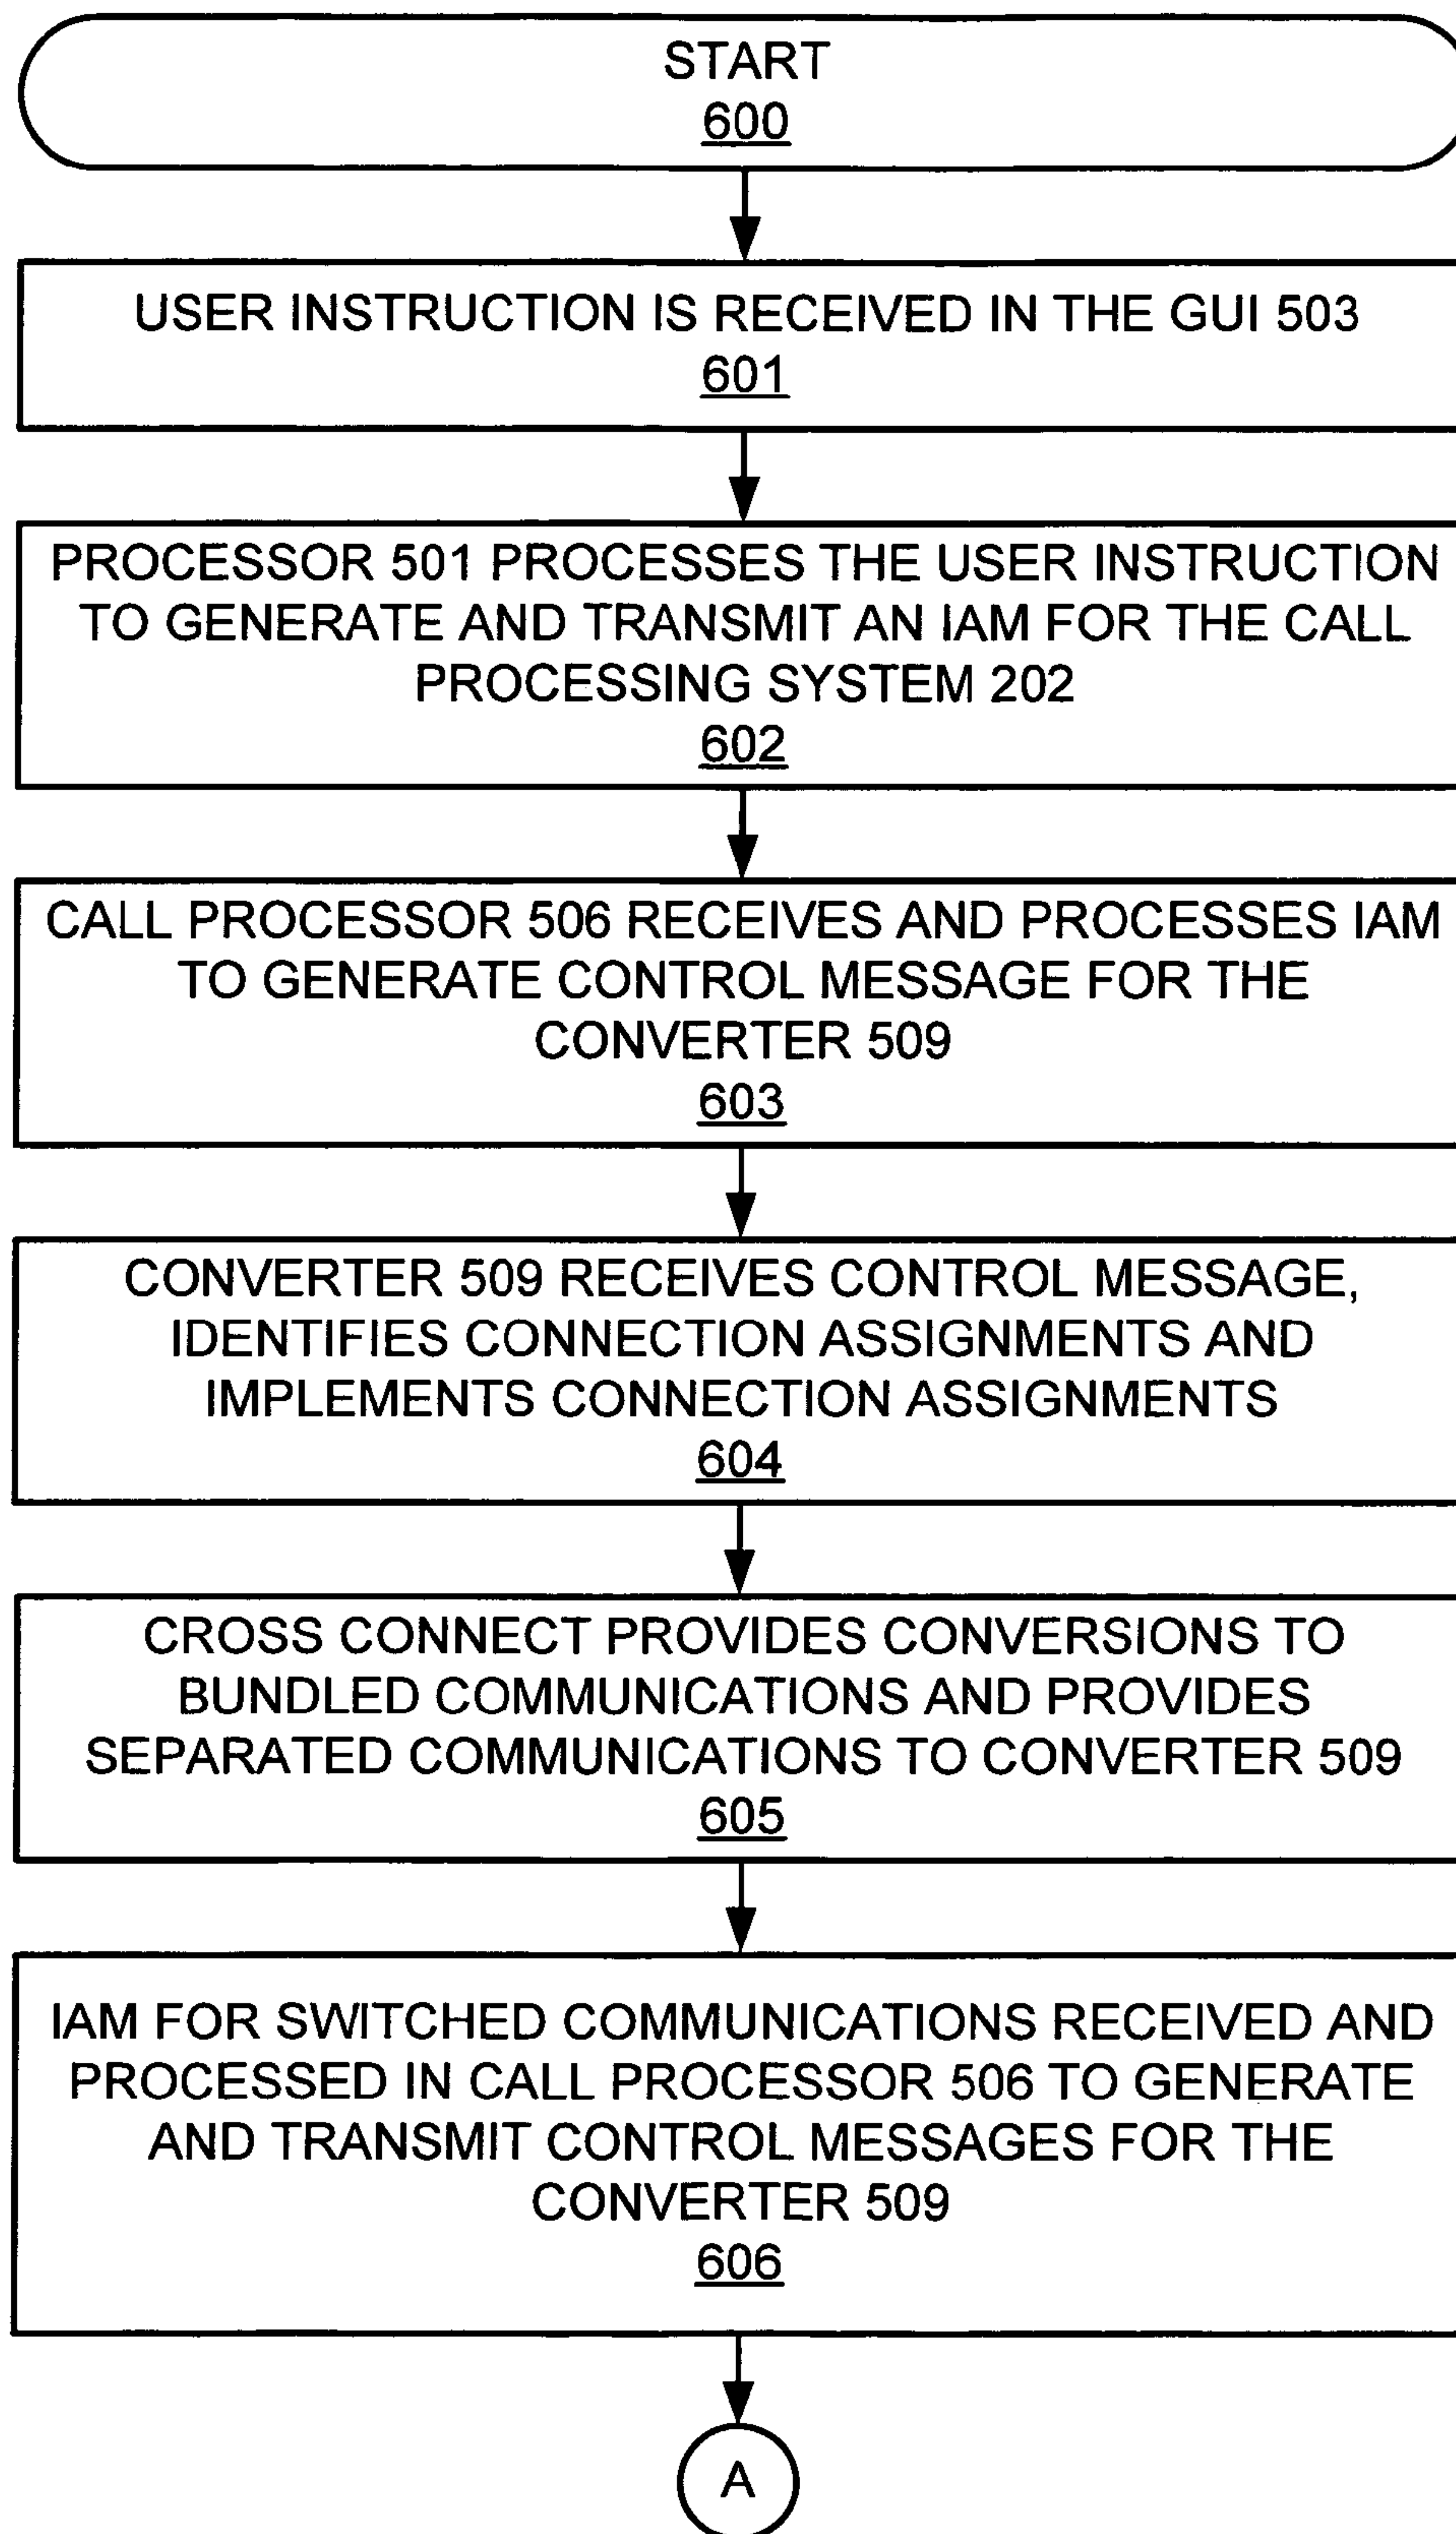 START
600
USER INSTRUCTION IS RECEIVED IN THE GUI 503
601
PROCESSOR 501 PROCESSES THE USER INSTRUCTION
TO GENERATE AND TRANSMIT AN IAM FOR THE CALL
PROCESSING SYSTEM 202
602
CALL PROCESSOR 506 RECEIVES AND PROCESSES IAM
TO GENERATE CONTROL MESSAGE FOR THE
CONVERTER 509
603
CONVERTER 509 RECEIVES CONTROL MESSAGE,
IDENTIFIES CONNECTION ASSIGNMENTS AND
IMPLEMENTS CONNECTION ASSIGNMENTS
604
CROSS CONNECT PROVIDES CONVERSIONS TO
BUNDLED COMMUNICATIONS AND PROVIDES
SEPARATED COMMUNICATIONS TO CONVERTER 509
605
IAM FOR SWITCHED COMMUNICATIONS RECEIVED AND
PROCESSED IN CALL PROCESSOR 506 TO GENERATE
AND TRANSMIT CONTROL MESSAGES FOR THE
CONVERTER 509
606
A